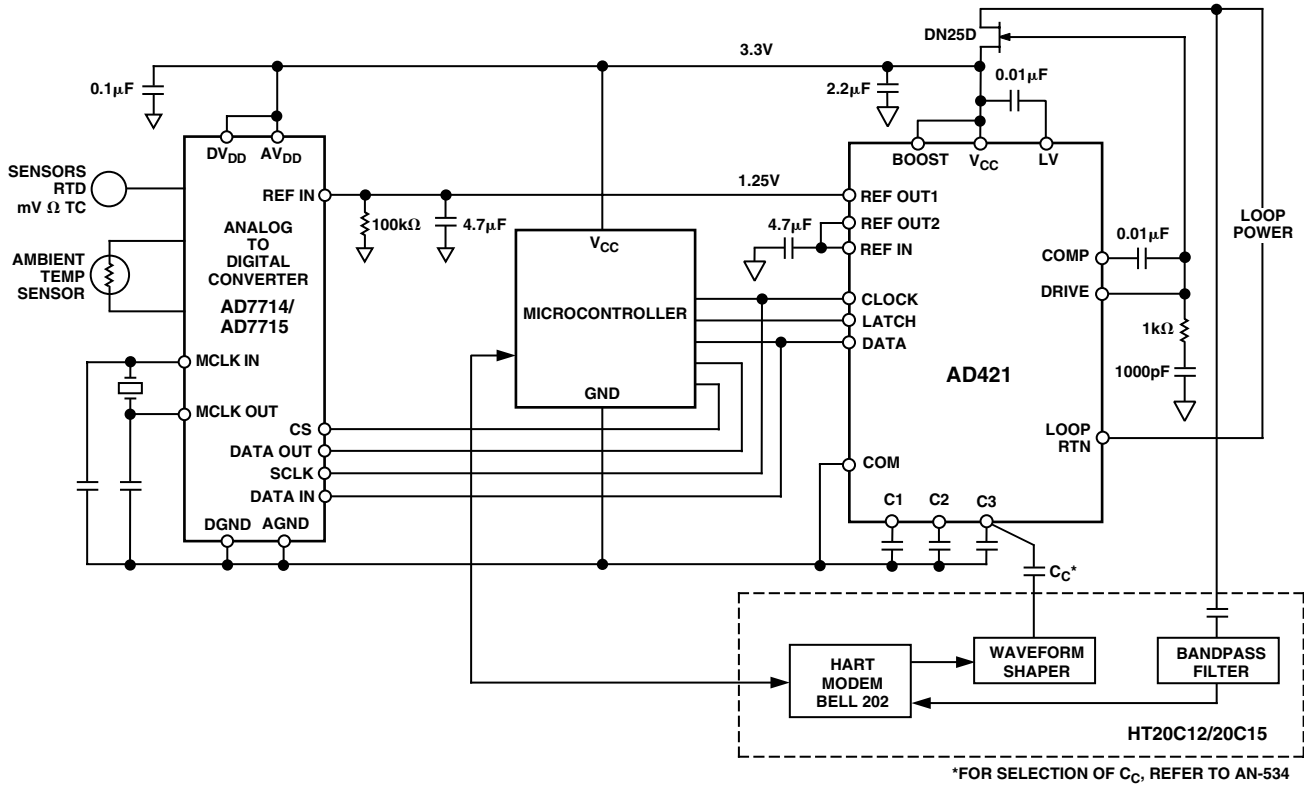 DN25D
3.3V
0.1µF
2.2µF
0.01µF
DVDD
AVDD
BOOST
VCC
LV
SENSORS
RTD
mV Ω TC
REF IN
1.25V
REF OUT1
100kΩ
4.7µF
ANALOG
TO
DIGITAL
CONVERTER
AD7714/
AD7715
VCC
4.7µF
REF OUT2
REF IN
LOOP
POWER
AMBIENT
TEMP
SENSOR
COMP
0.01µF
MICROCONTROLLER
CLOCK
LATCH
DATA
DRIVE
1kΩ
1000pF
AD421
MCLK IN
MCLK OUT
GND
CS
DATA OUT
SCLK
DATA IN
LOOP
RTN
COM
DGND
AGND
C1
C2
C3
CC*
HART
MODEM
BELL 202
WAVEFORM
SHAPER
BANDPASS
FILTER
HT20C12/20C15
*FOR SELECTION OF CC, REFER TO AN-534